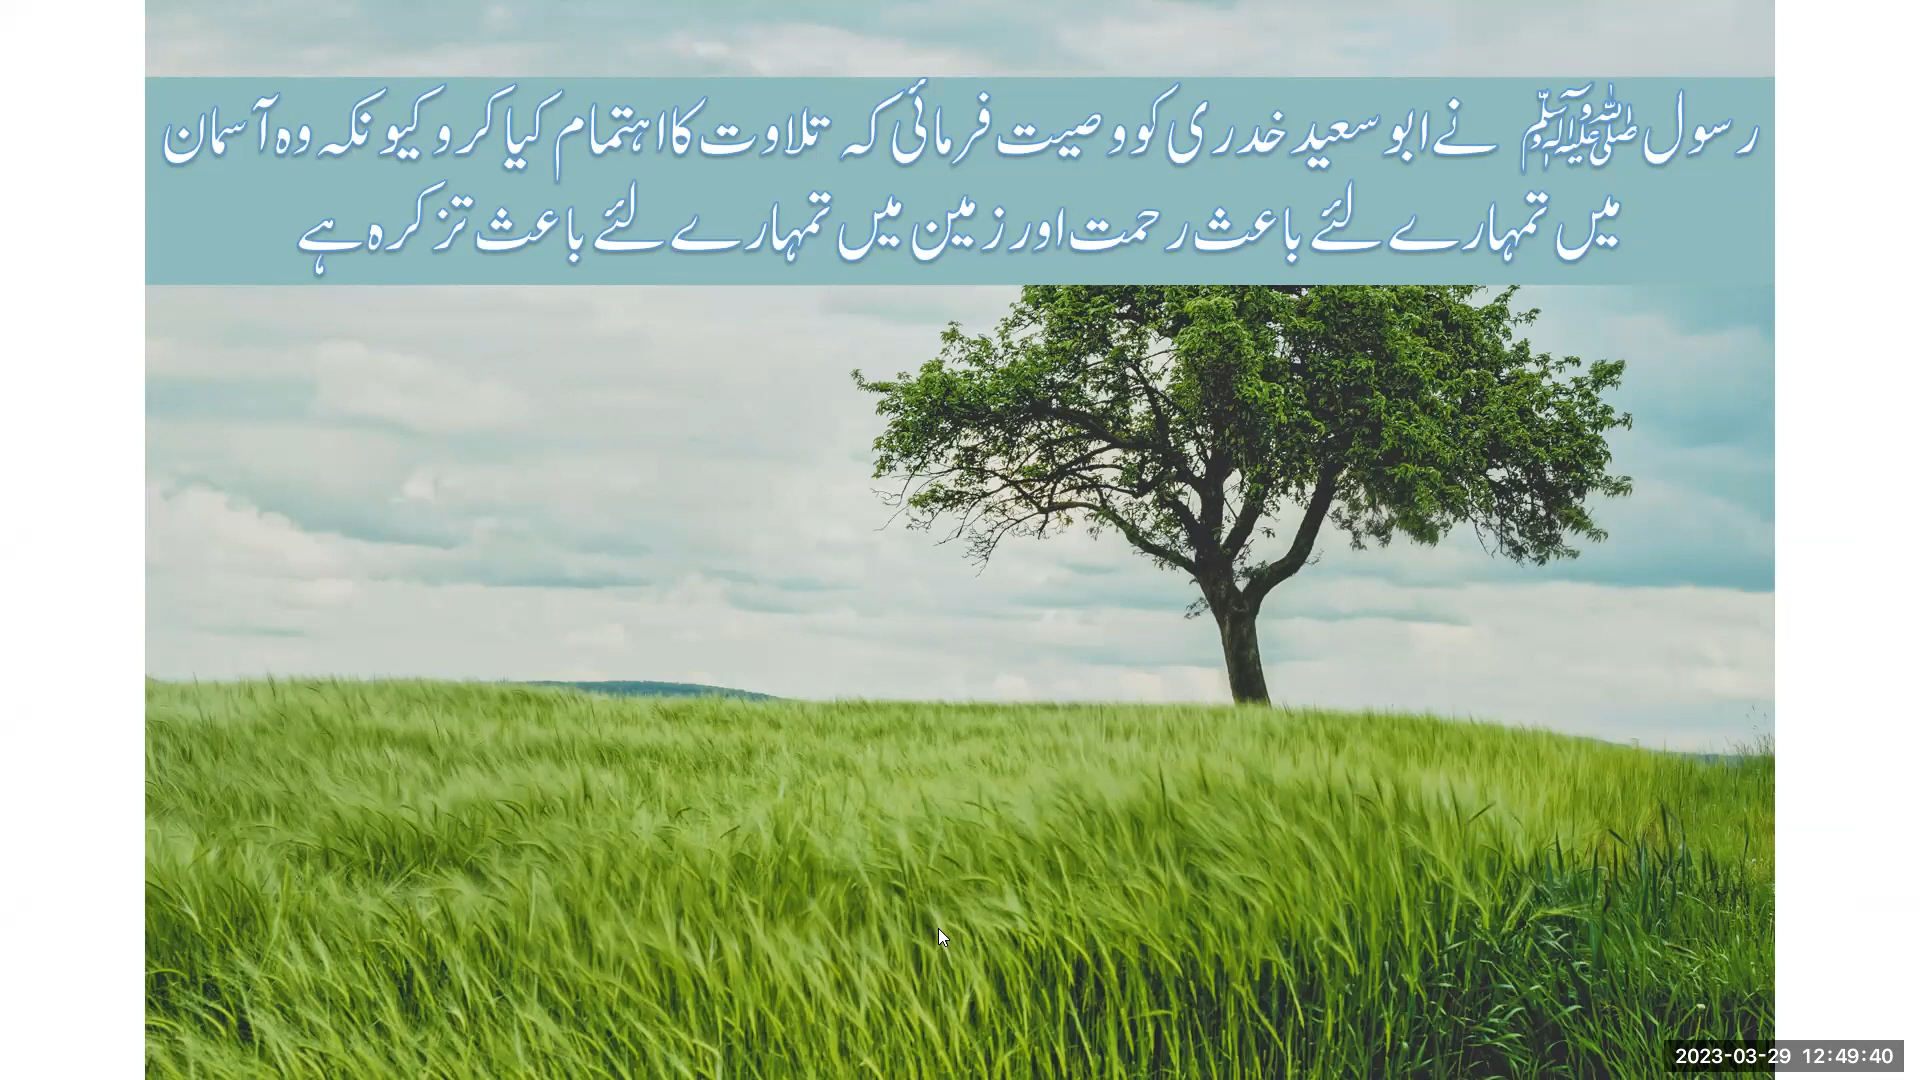 رسول ﷺ نے ابو سعید خدری کو وصیت فرمائی کہ تلاوت کا اہتمام کیا کرو کیونکہ وہ آسمان
میں تمہارے لئے باعث رحمت اور زمین میں تمہارے لئے باعث تزکرہ ہے
2023-03-29 12:49:40